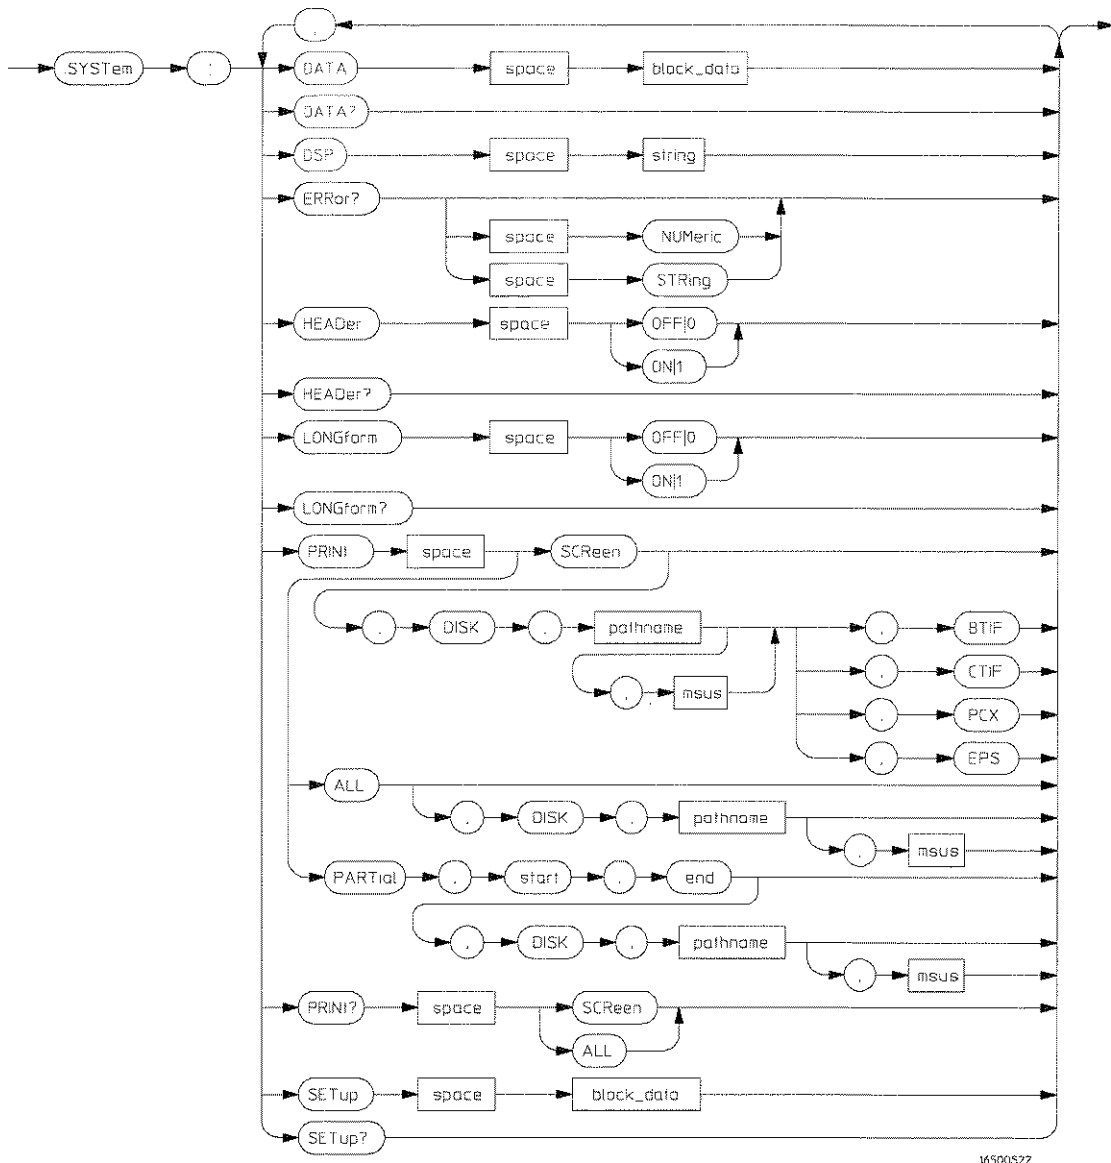 :SYSTem :
DATA space block_data
DATA?
DSP space string
ERRor?
space NUMeric
space STRing
HEADer space OFF|0
ON|1
HEADer?
LONGform space OFF|0
ON|1
LONGform?
PRINt space SCReen
, DISK , pathname , BTIF
, msus , CTIF
, PCX
, EPS
ALL
, DISK , pathname
, msus
PARTial , start , end
, DISK , pathname
, msus
PRINt? space SCReen
ALL
SETup space block_data
SETup?
16500S22